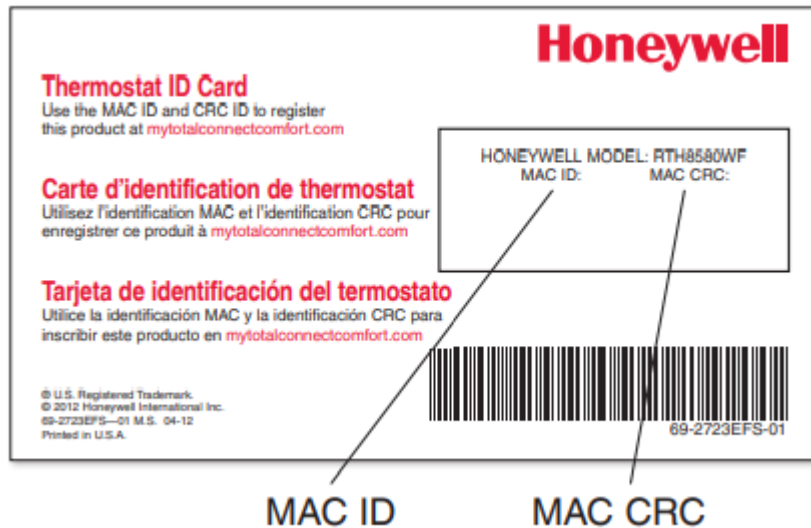 Honeywell
Thermostat ID Card
Use the MAC ID and CRC ID to register
this product at mytotalconnectcomfort.com
HONEYWELL MODEL: RTH8580WF
MAC ID: MAC CRC:
Carte d'identification de thermostat
Utilisez l'identification MAC et l'identification CRC pour
enregistrer ce produit à mytotalconnectcomfort.com
Tarjeta de identificación del termostato
Utilice la identificación MAC y la identificación CRC para
inscribir este producto en mytotalconnectcomfort.com
® U.S. Registered Trademark.
© 2012 Honeywell International Inc.
69-2723EFS—01 M.S. 04-12
Printed in U.S.A.
69-2723EFS-01
MAC ID MAC CRC